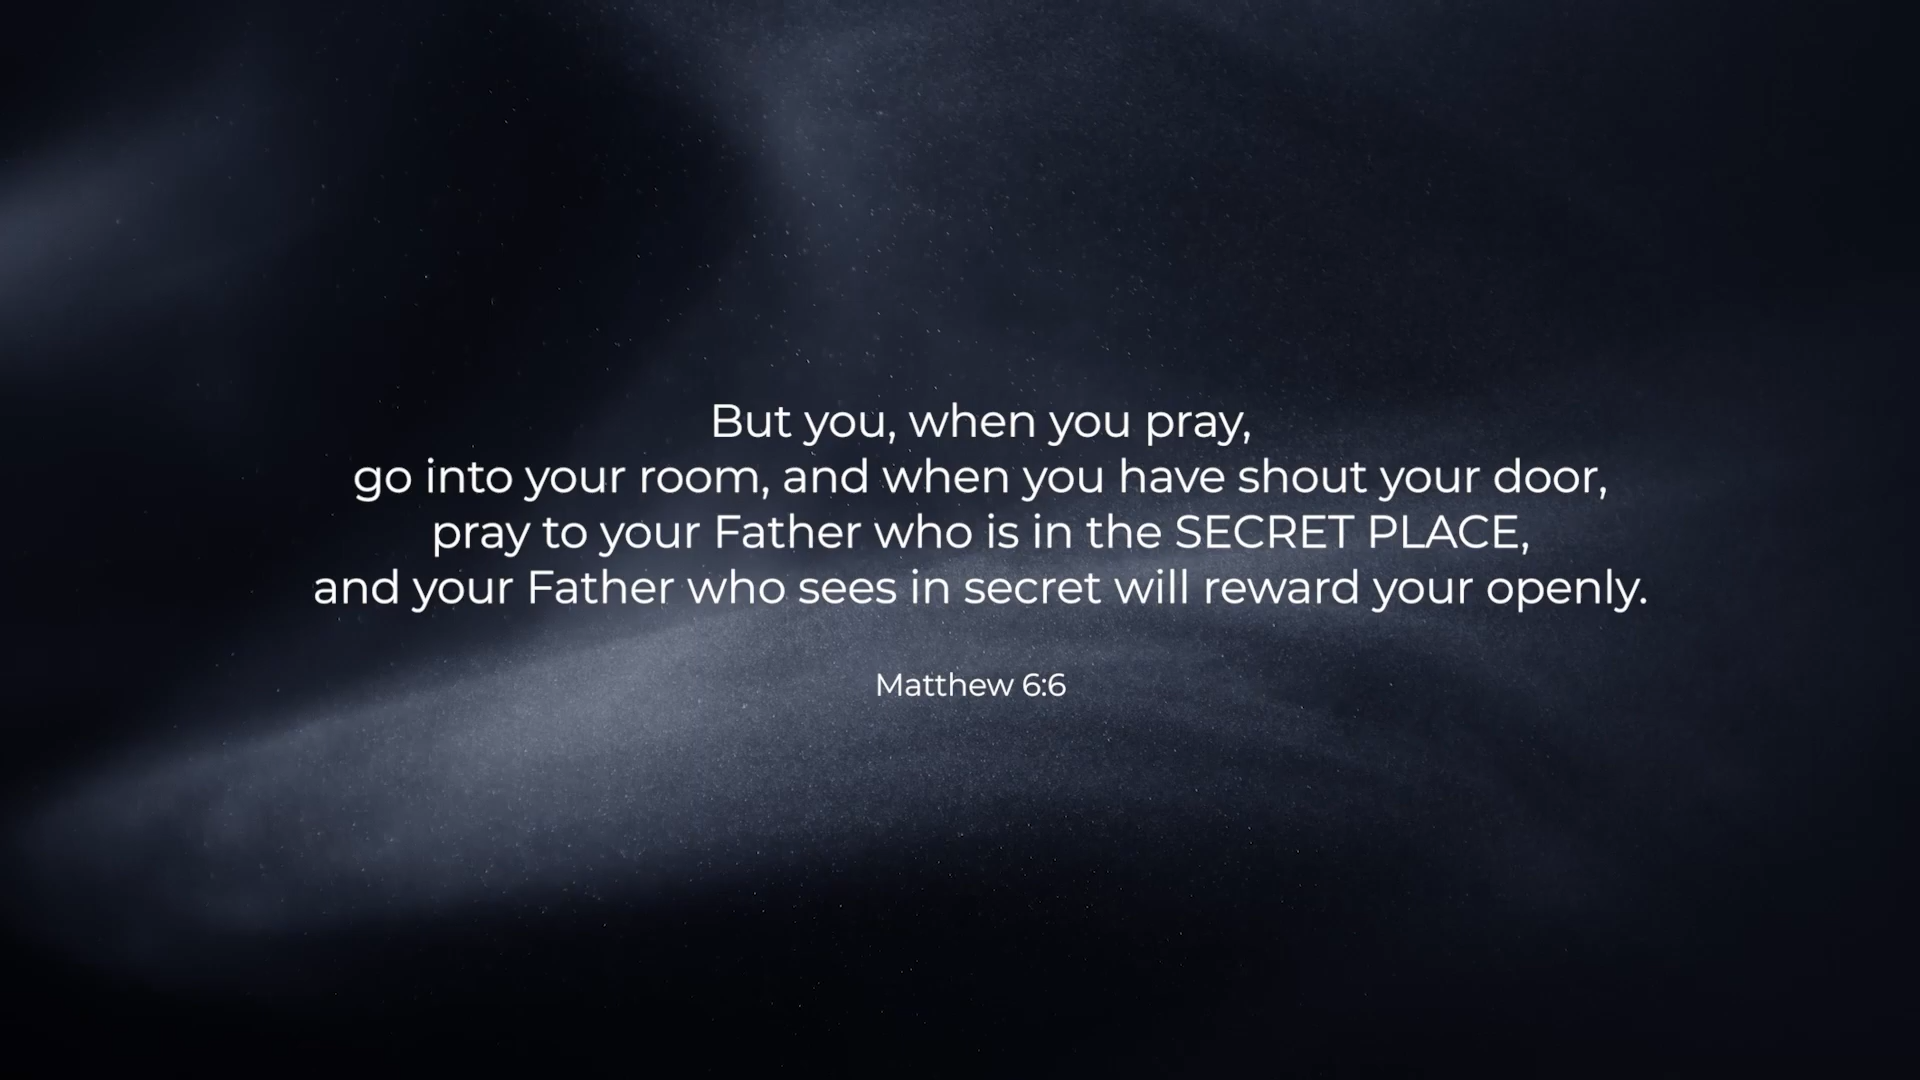 But you, when you pray,
go into your room, and when you have shout your door,
pray to your Father who is in the SECRET PLACE,
and your Father who sees in secret will reward your openly.
Matthew 6:6